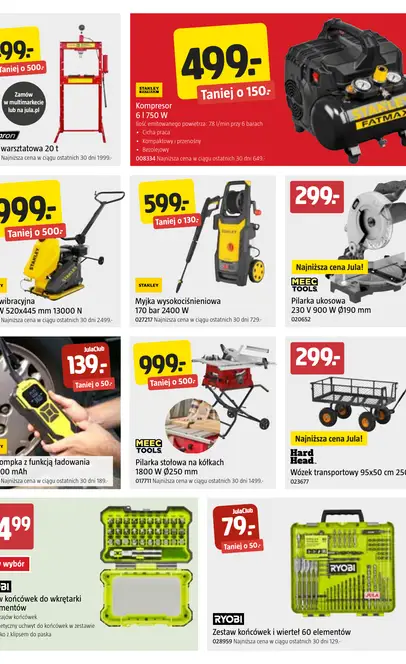 499.-
Taniej o 500.-
Zamów
w multimarkecie
lub na jula.pl
warsztatowa 20 t
Najniższa cena w ciągu ostatnich 30 dni 1999.-
499.-
Taniej o 150.-
STANLEY
Kompresor
6 l 750 W
Ilość emitowanego powietrza: 78 l/min przy 6 barach
• Cicha praca
• Kompaktowy i przenośny
• Bezolejowy
008334 Najniższa cena w ciągu ostatnich 30 dni 649.-
STANLEY
FATMAX
999.-
Taniej o 500.-
wibracyjna
W 520x445 mm 13000 N
Najniższa cena w ciągu ostatnich 30 dni 2499.-
599.-
Taniej o 130.-
STANLEY
Myjka wysokociśnieniowa
170 bar 2400 W
027217 Najniższa cena w ciągu ostatnich 30 dni 729.-
299.-
Najniższa cena Jula!
MEEC
TOOLS
Pilarka ukosowa
230 V 900 W Ø190 mm
020652
JulaClub
139.-
Taniej o 50.-
ompka z funkcją ładowania
00 mAh
Najniższa cena w ciągu ostatnich 30 dni 189.-
999.-
Taniej o 500.-
MEEC
TOOLS
Pilarka stołowa na kółkach
1800 W Ø250 mm
017711 Najniższa cena w ciągu ostatnich 30 dni 1499.-
299.-
Najniższa cena Jula!
Hard
Head
Wózek transportowy 95x50 cm 25
023677
4.99
wybór
OBI
w końcówek do wkrętarki
ementów
zajów końcówek
etyczny uchwyt do końcówek w zestawie
ko z klipsem do paska
JulaClub
79.-
Taniej o 50.-
RYOBI
RYOBI
Zestaw końcówek i wierteł 60 elementów
028959 Najniższa cena w ciągu ostatnich 30 dni 129.-